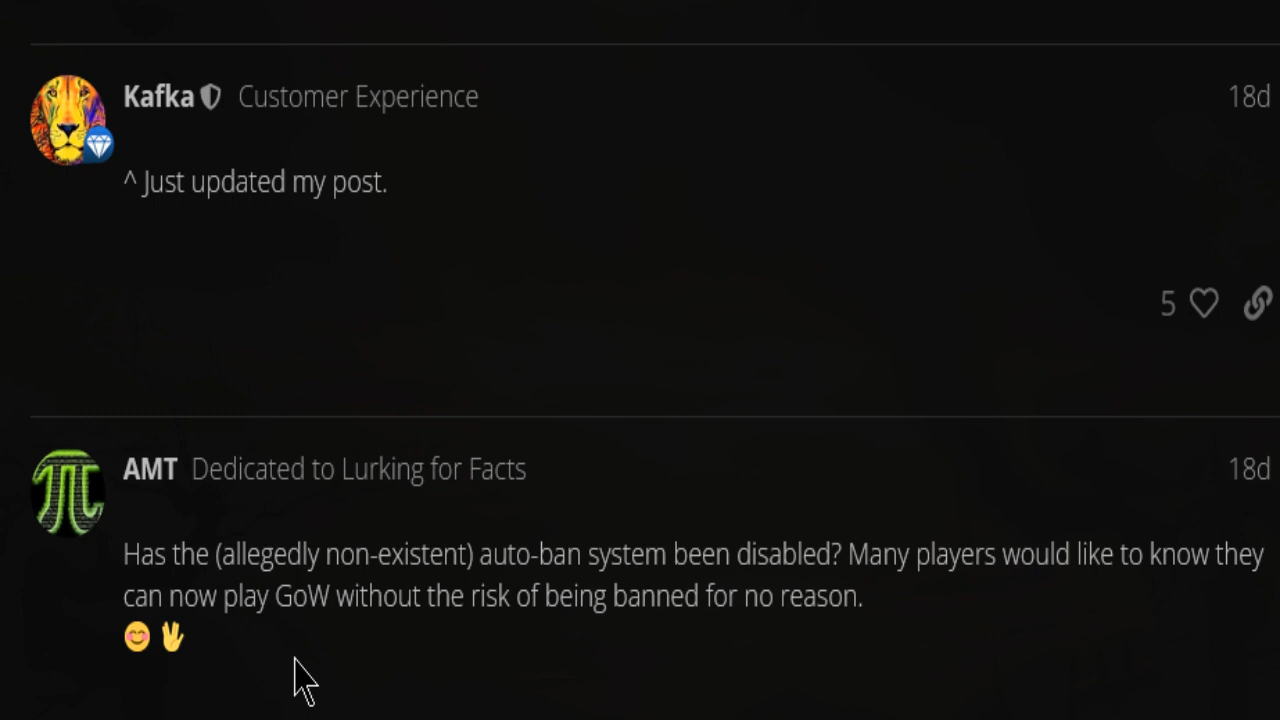 Kafka Customer Experience 18d
^ Just updated my post.
5
AMT Dedicated to Lurking for Facts 18d
Has the (allegedly non-existent) auto-ban system been disabled? Many players would like to know they
can now play GoW without the risk of being banned for no reason.
😊 🖖